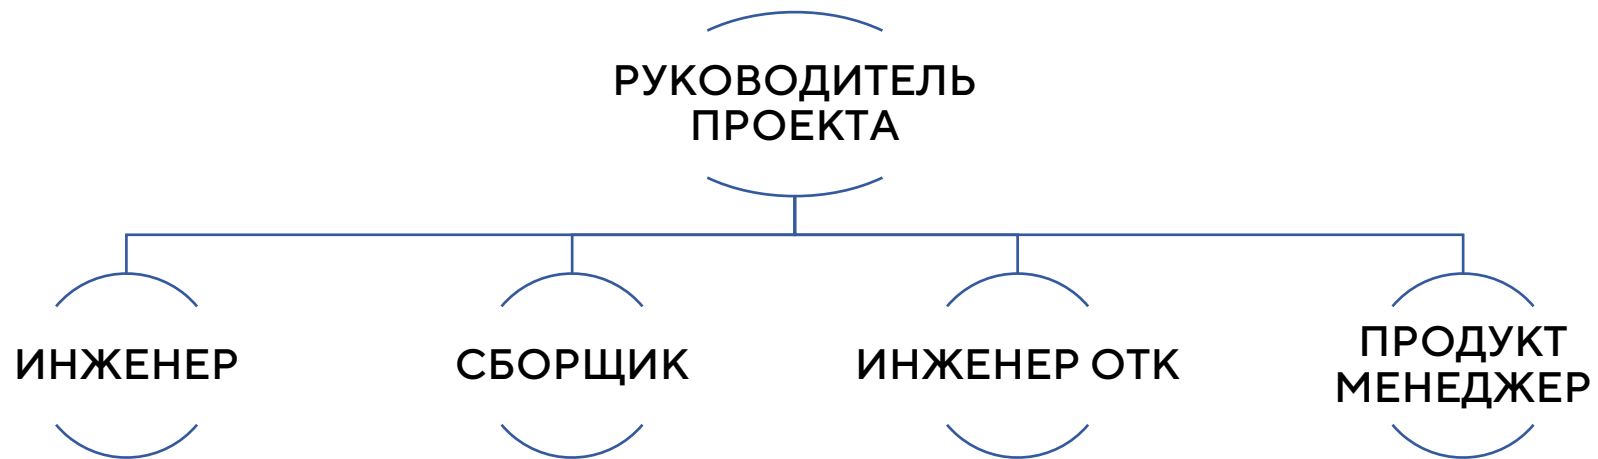 РУКОВОДИТЕЛЬ
ПРОЕКТА
ИНЖЕНЕР
СБОРЩИК
ИНЖЕНЕР ОТК
ПРОДУКТ
МЕНЕДЖЕР